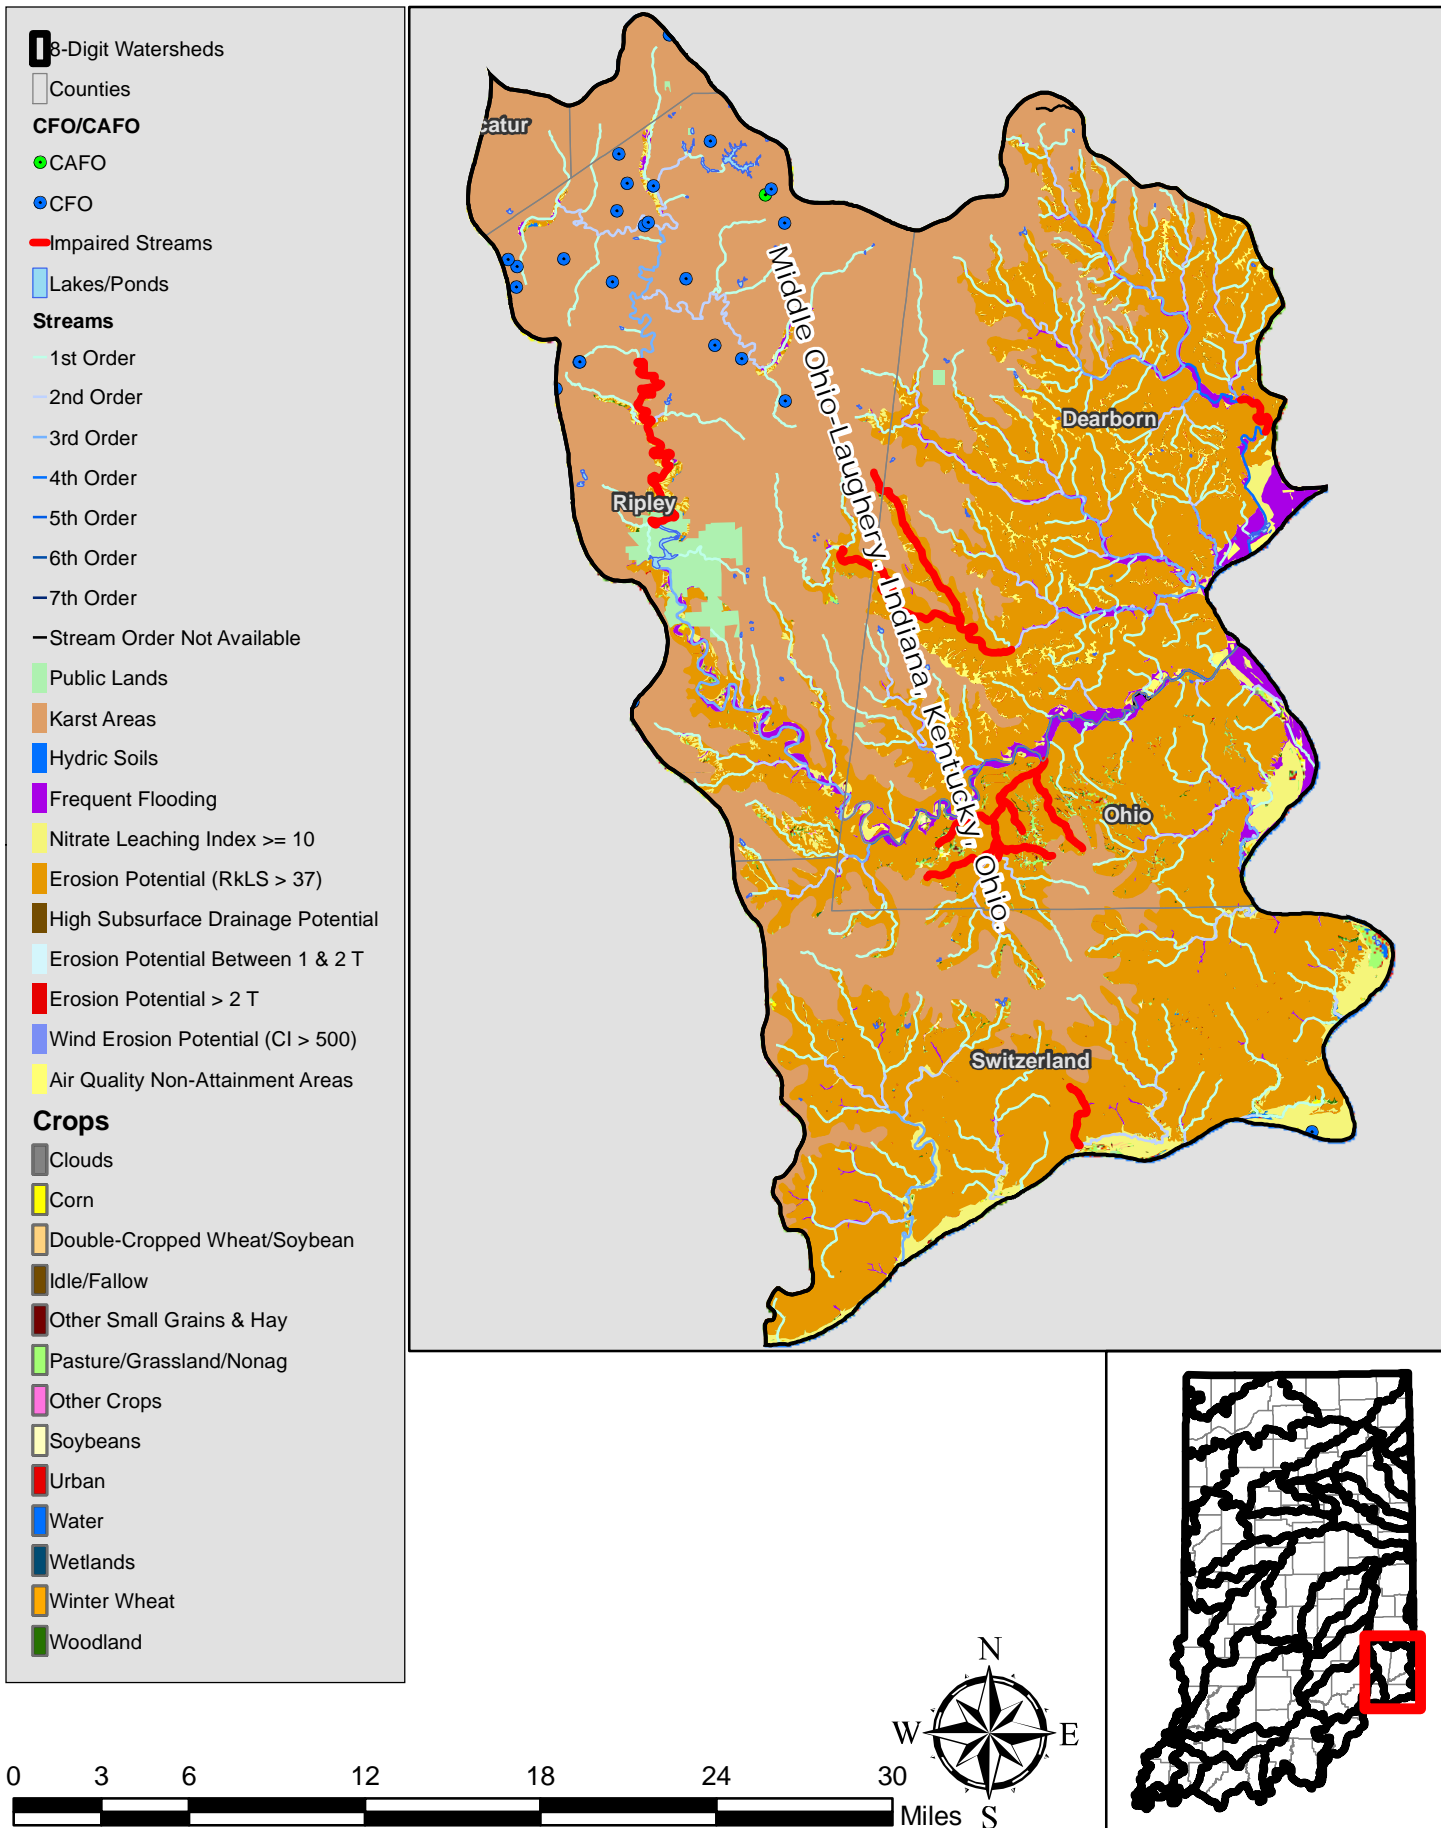 8-Digit Watersheds
Counties
CFO/CAFO
CAFO
CFO
Impaired Streams
Lakes/Ponds
Streams
1st Order
2nd Order
3rd Order
4th Order
5th Order
6th Order
7th Order
Stream Order Not Available
Public Lands
Karst Areas
Hydric Soils
Frequent Flooding
Nitrate Leaching Index >= 10
Erosion Potential (RkLS > 37)
High Subsurface Drainage Potential
Erosion Potential Between 1 & 2 T
Erosion Potential > 2 T
Wind Erosion Potential (CI > 500)
Air Quality Non-Attainment Areas
Crops
Clouds
Corn
Double-Cropped Wheat/Soybean
Idle/Fallow
Other Small Grains & Hay
Pasture/Grassland/Nonag
Other Crops
Soybeans
Urban
Water
Wetlands
Winter Wheat
Woodland
catur
Middle Ohio-Laughery. Indiana, Kentucky, Ohio.
Dearborn
Ripley
Ohio
Switzerland
N
W E
S
0 3 6 12 18 24 30
Miles